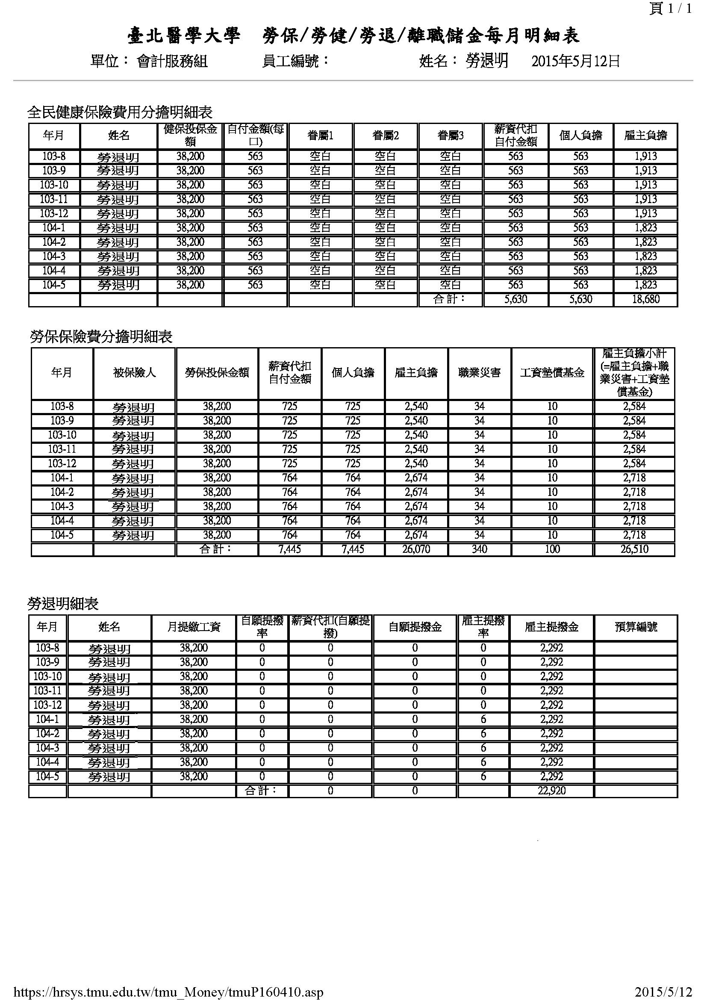 頁 1 / 1
臺北醫學大學 勞保/勞健/勞退/離職儲金每月明細表
單位： 會計服務組 員工編號： 姓名： 勞退明 2015年5月12日
全民健康保險費用分擔明細表
年月 姓名 健保投保金額 自付金額(每口) 眷屬1 眷屬2 眷屬3 薪資代扣自付金額 個人負擔 雇主負擔
103-8 勞退明 38,200 563 空白 空白 空白 563 563 1,913
103-9 勞退明 38,200 563 空白 空白 空白 563 563 1,913
103-10 勞退明 38,200 563 空白 空白 空白 563 563 1,913
103-11 勞退明 38,200 563 空白 空白 空白 563 563 1,913
103-12 勞退明 38,200 563 空白 空白 空白 563 563 1,913
104-1 勞退明 38,200 563 空白 空白 空白 563 563 1,823
104-2 勞退明 38,200 563 空白 空白 空白 563 563 1,823
104-3 勞退明 38,200 563 空白 空白 空白 563 563 1,823
104-4 勞退明 38,200 563 空白 空白 空白 563 563 1,823
104-5 勞退明 38,200 563 空白 空白 空白 563 563 1,823
合計： 5,630 5,630 18,680
勞保保險費分擔明細表
年月 被保險人 勞保投保金額 薪資代扣自付金額 個人負擔 雇主負擔 職業災害 工資墊償基金 雇主負擔小計(=雇主負擔+職業災害+工資墊償基金)
103-8 勞退明 38,200 725 725 2,540 34 10 2,584
103-9 勞退明 38,200 725 725 2,540 34 10 2,584
103-10 勞退明 38,200 725 725 2,540 34 10 2,584
103-11 勞退明 38,200 725 725 2,540 34 10 2,584
103-12 勞退明 38,200 725 725 2,540 34 10 2,584
104-1 勞退明 38,200 764 764 2,674 34 10 2,718
104-2 勞退明 38,200 764 764 2,674 34 10 2,718
104-3 勞退明 38,200 764 764 2,674 34 10 2,718
104-4 勞退明 38,200 764 764 2,674 34 10 2,718
104-5 勞退明 38,200 764 764 2,674 34 10 2,718
合計： 7,445 7,445 26,070 340 100 26,510
勞退明細表
年月 姓名 月提繳工資 自願提撥率 薪資代扣(自願提撥) 自願提撥金 雇主提撥率 雇主提撥金 預算編號
103-8 勞退明 38,200 0 0 0 0 2,292
103-9 勞退明 38,200 0 0 0 0 2,292
103-10 勞退明 38,200 0 0 0 0 2,292
103-11 勞退明 38,200 0 0 0 0 2,292
103-12 勞退明 38,200 0 0 0 0 2,292
104-1 勞退明 38,200 0 0 0 6 2,292
104-2 勞退明 38,200 0 0 0 6 2,292
104-3 勞退明 38,200 0 0 0 6 2,292
104-4 勞退明 38,200 0 0 0 6 2,292
104-5 勞退明 38,200 0 0 0 6 2,292
合計： 0 0 22,920
https://hrsys.tmu.edu.tw/tmu_Money/tmuP160410.asp 2015/5/12